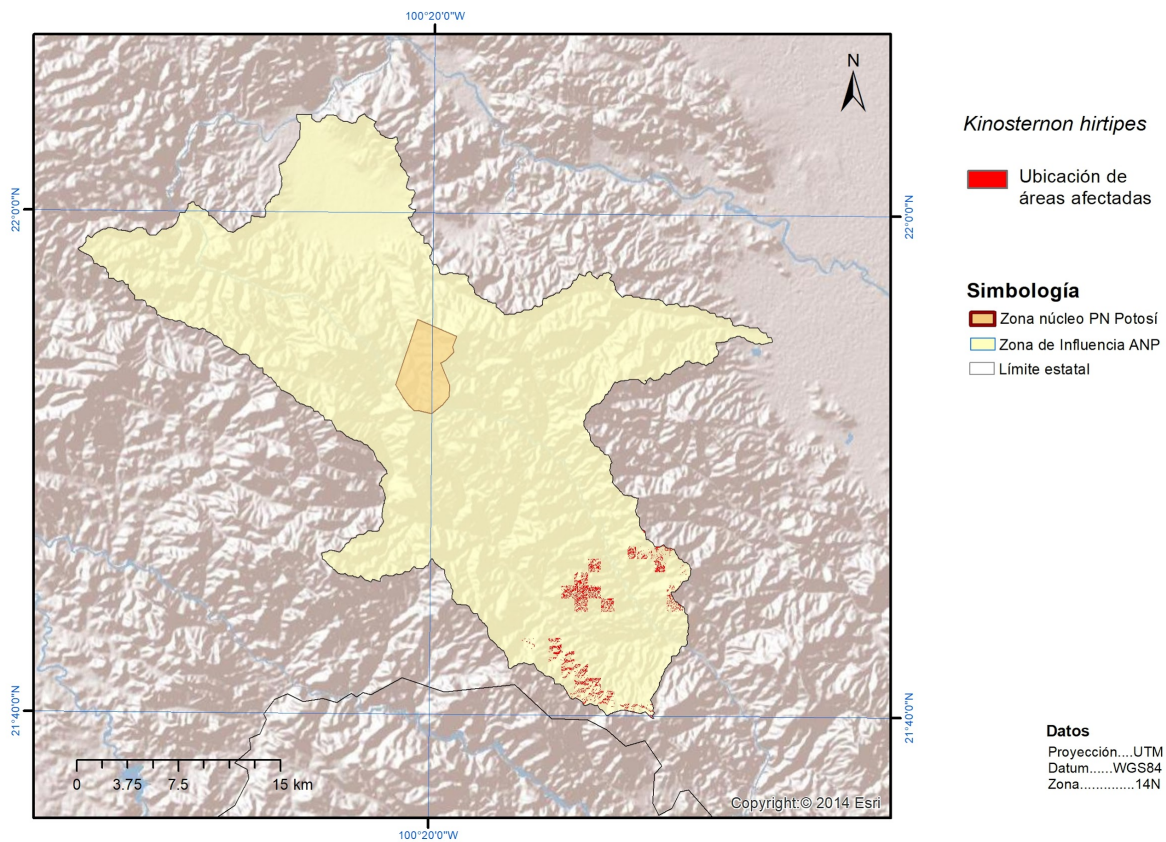 100°20'0"W
N
Kinosternon hirtipes
Ubicación de
áreas afectadas
22°0'0"N
22°0'0"N
Simbología
Zona núcleo PN Potosí
Zona de Influencia ANP
Límite estatal
21°40'0"N
21°40'0"N
Datos
Proyección....UTM
Datum......WGS84
Zona.............14N
0 3.75 7.5 15 km
Copyright:© 2014 Esri
100°20'0"W